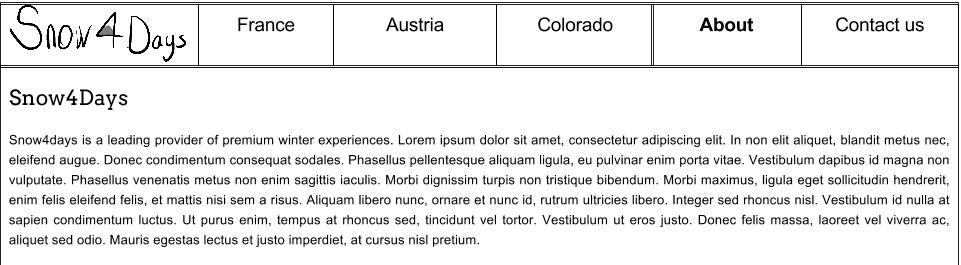 Snow4Days France Austria Colorado About Contact us
Snow4Days
Snow4days is a leading provider of premium winter experiences. Lorem ipsum dolor sit amet, consectetur adipiscing elit. In non elit aliquet, blandit metus nec,
eleifend augue. Donec condimentum consequat sodales. Phasellus pellentesque aliquam ligula, eu pulvinar enim porta vitae. Vestibulum dapibus id magna non
vulputate. Phasellus venenatis metus non enim sagittis iaculis. Morbi dignissim turpis non tristique bibendum. Morbi maximus, ligula eget sollicitudin hendrerit,
enim felis eleifend felis, et mattis nisi sem a risus. Aliquam libero nunc, ornare et nunc id, rutrum ultricies libero. Integer sed rhoncus nisl. Vestibulum id nulla at
sapien condimentum luctus. Ut purus enim, tempus at rhoncus sed, tincidunt vel tortor. Vestibulum ut eros justo. Donec felis massa, laoreet vel viverra ac,
aliquet sed odio. Mauris egestas lectus et justo imperdiet, at cursus nisl pretium.